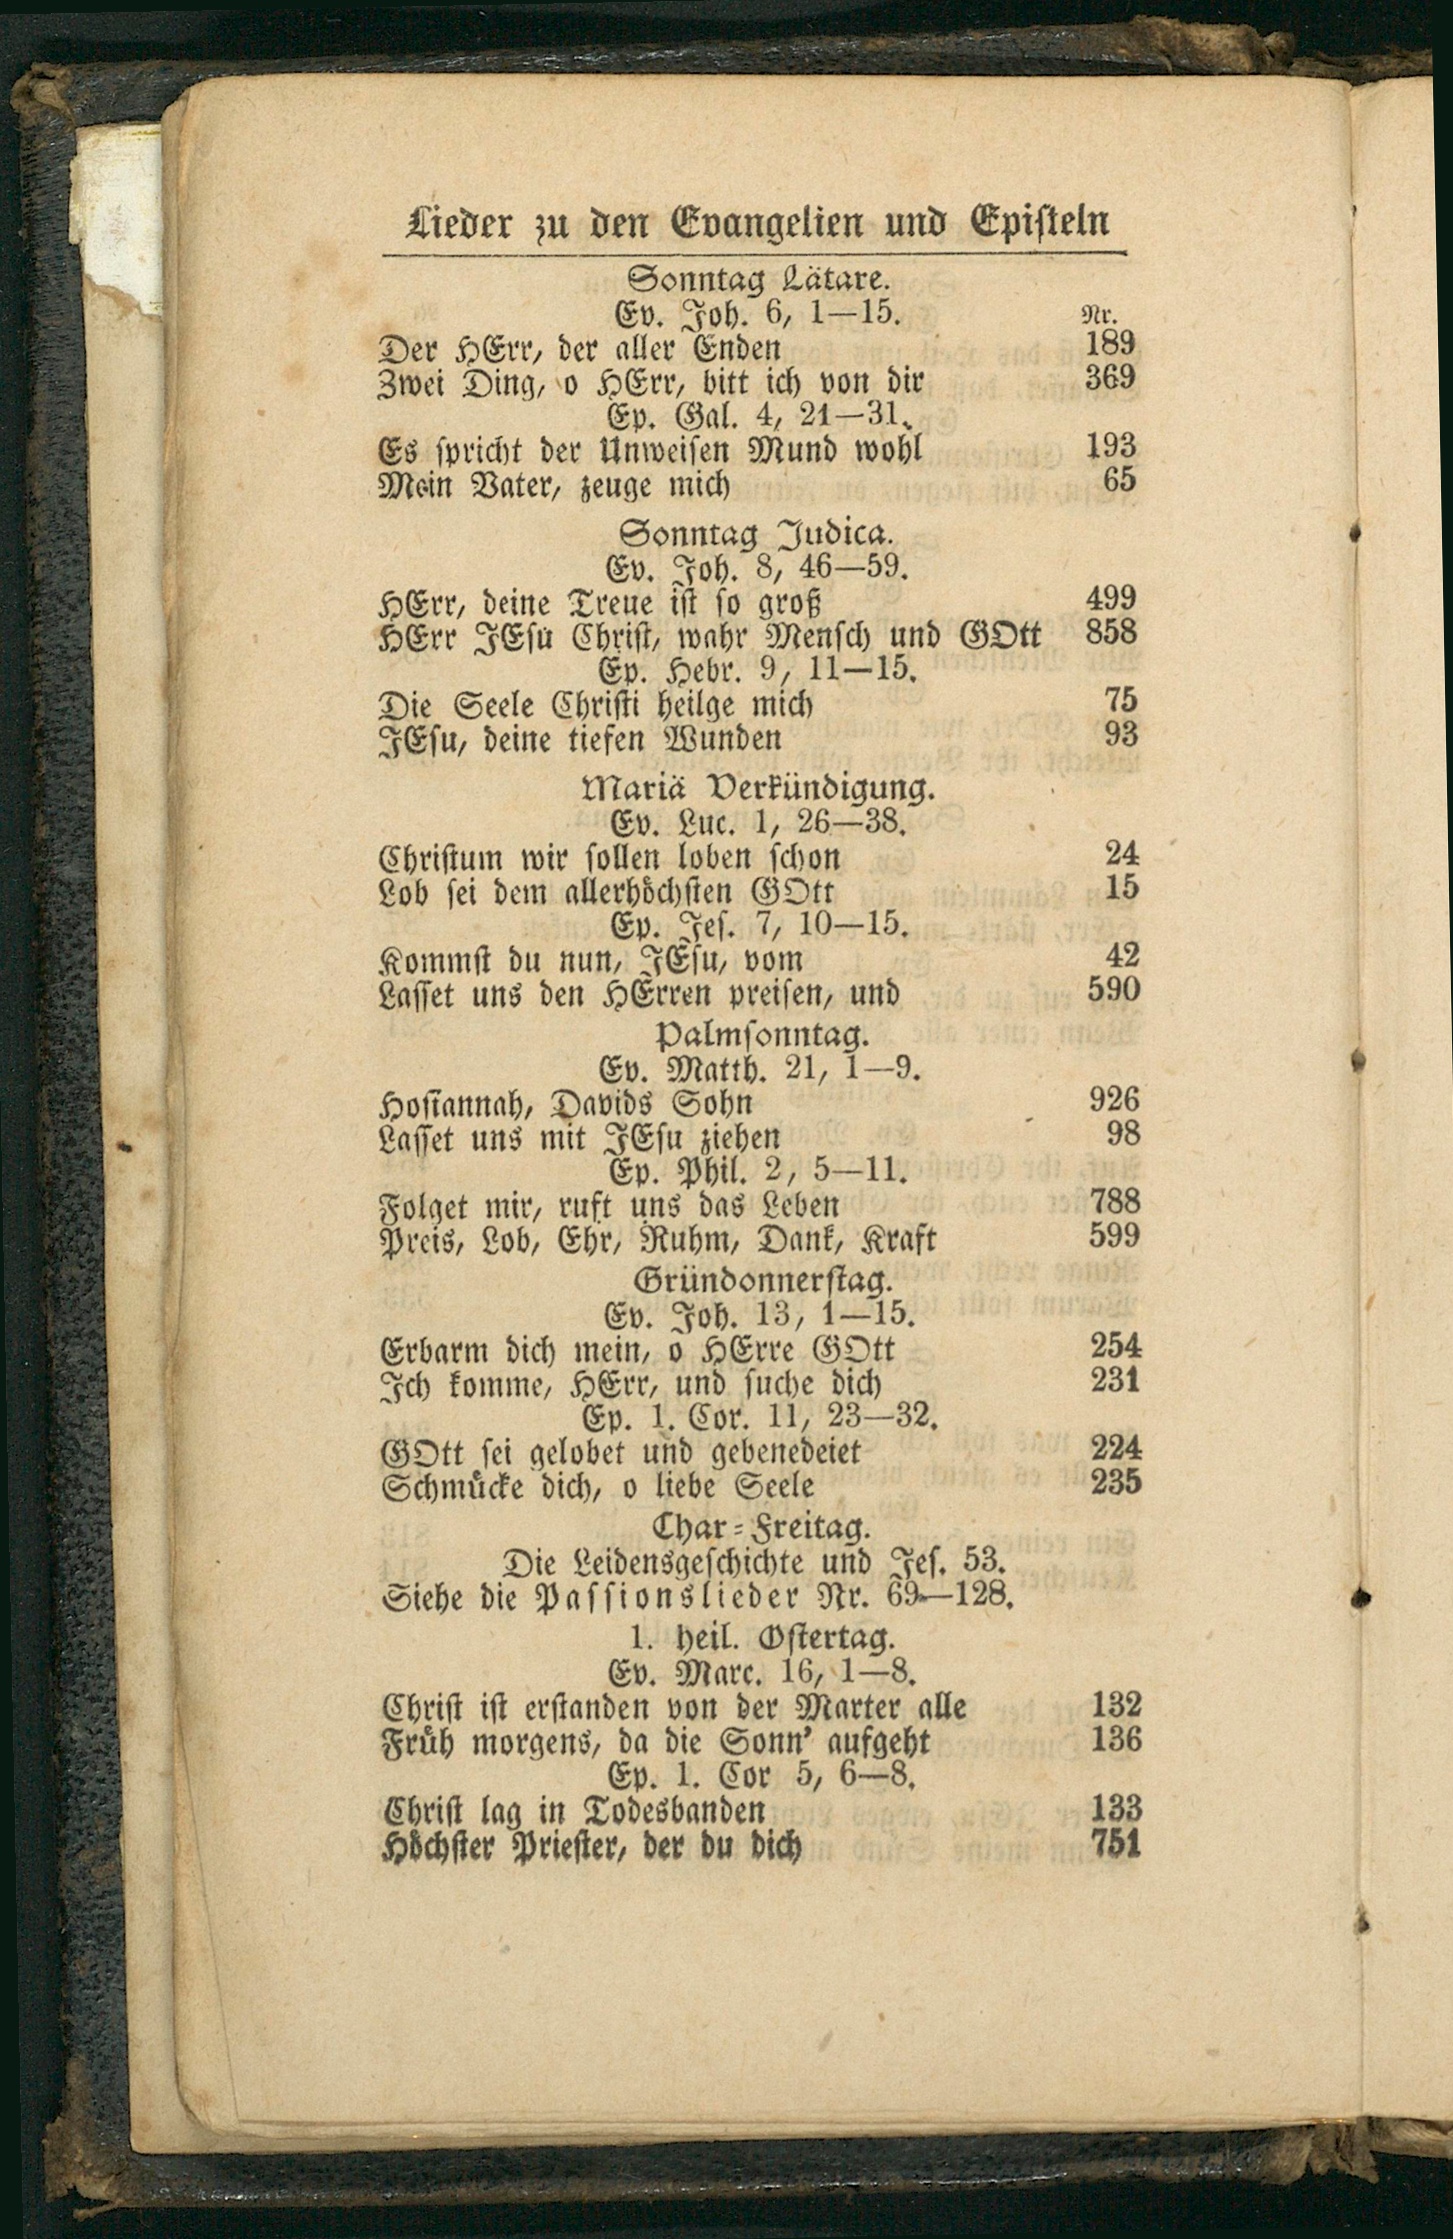 Lieder zu den Evangelien und Epiſteln
Sonntag Lätare.
Ev. Joh. 6, 1—15. Nr.
Der HErr, der aller Enden 189
Zwei Ding, o HErr, bitt ich von dir 369
Ep. Gal. 4, 21—31.
Es ſpricht der Unweiſen Mund wohl 193
Mein Vater, zeuge mich 65
Sonntag Judica.
Ev. Joh. 8, 46—59.
HErr, deine Treue iſt ſo groß 499
HErr JEſu Chriſt, wahr Menſch und GOtt 858
Ep. Hebr. 9, 11—15.
Die Seele Chriſti heilge mich 75
JEſu, deine tiefen Wunden 93
Mariä Verkündigung.
Ev. Luc. 1, 26—38.
Chriſtum wir ſollen loben ſchon 24
Lob ſei dem allerhöchſten GOtt 15
Ep. Jeſ. 7, 10—15.
Kommſt du nun, JEſu, vom 42
Laſſet uns den HErren preiſen, und 590
Palmſonntag.
Ev. Matth. 21, 1—9.
Hoſiannah, Davids Sohn 926
Laſſet uns mit JEſu ziehen 98
Ep. Phil. 2, 5—11.
Folget mir, ruft uns das Leben 788
Preis, Lob, Ehr, Ruhm, Dank, Kraft 599
Gründonnerſtag.
Ev. Joh. 13, 1—15.
Erbarm dich mein, o HErre GOtt 254
Ich komme, HErr, und ſuche dich 231
Ep. 1. Cor. 11, 23—32.
GOtt ſei gelobet und gebenedeiet 224
Schmücke dich, o liebe Seele 235
Char-Freitag.
Die Leidensgeſchichte und Jeſ. 53.
Siehe die Paſſionslieder Nr. 69—128.
1. heil. Oſtertag.
Ev. Marc. 16, 1—8.
Chriſt iſt erſtanden von der Marter alle 132
Früh morgens, da die Sonn' aufgeht 136
Ep. 1. Cor 5, 6—8.
Chriſt lag in Todesbanden 133
Höchſter Prieſter, der du dich 751